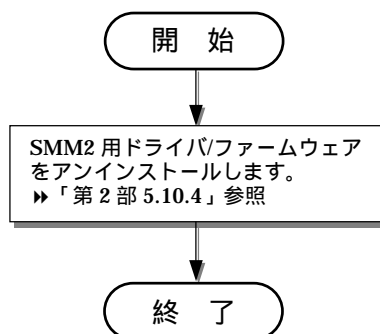 開　始
SMM2 用ドライバ/ファームウェア
をアンインストールします。
▶▶「第 2 部 5.10.4」参照
終　了